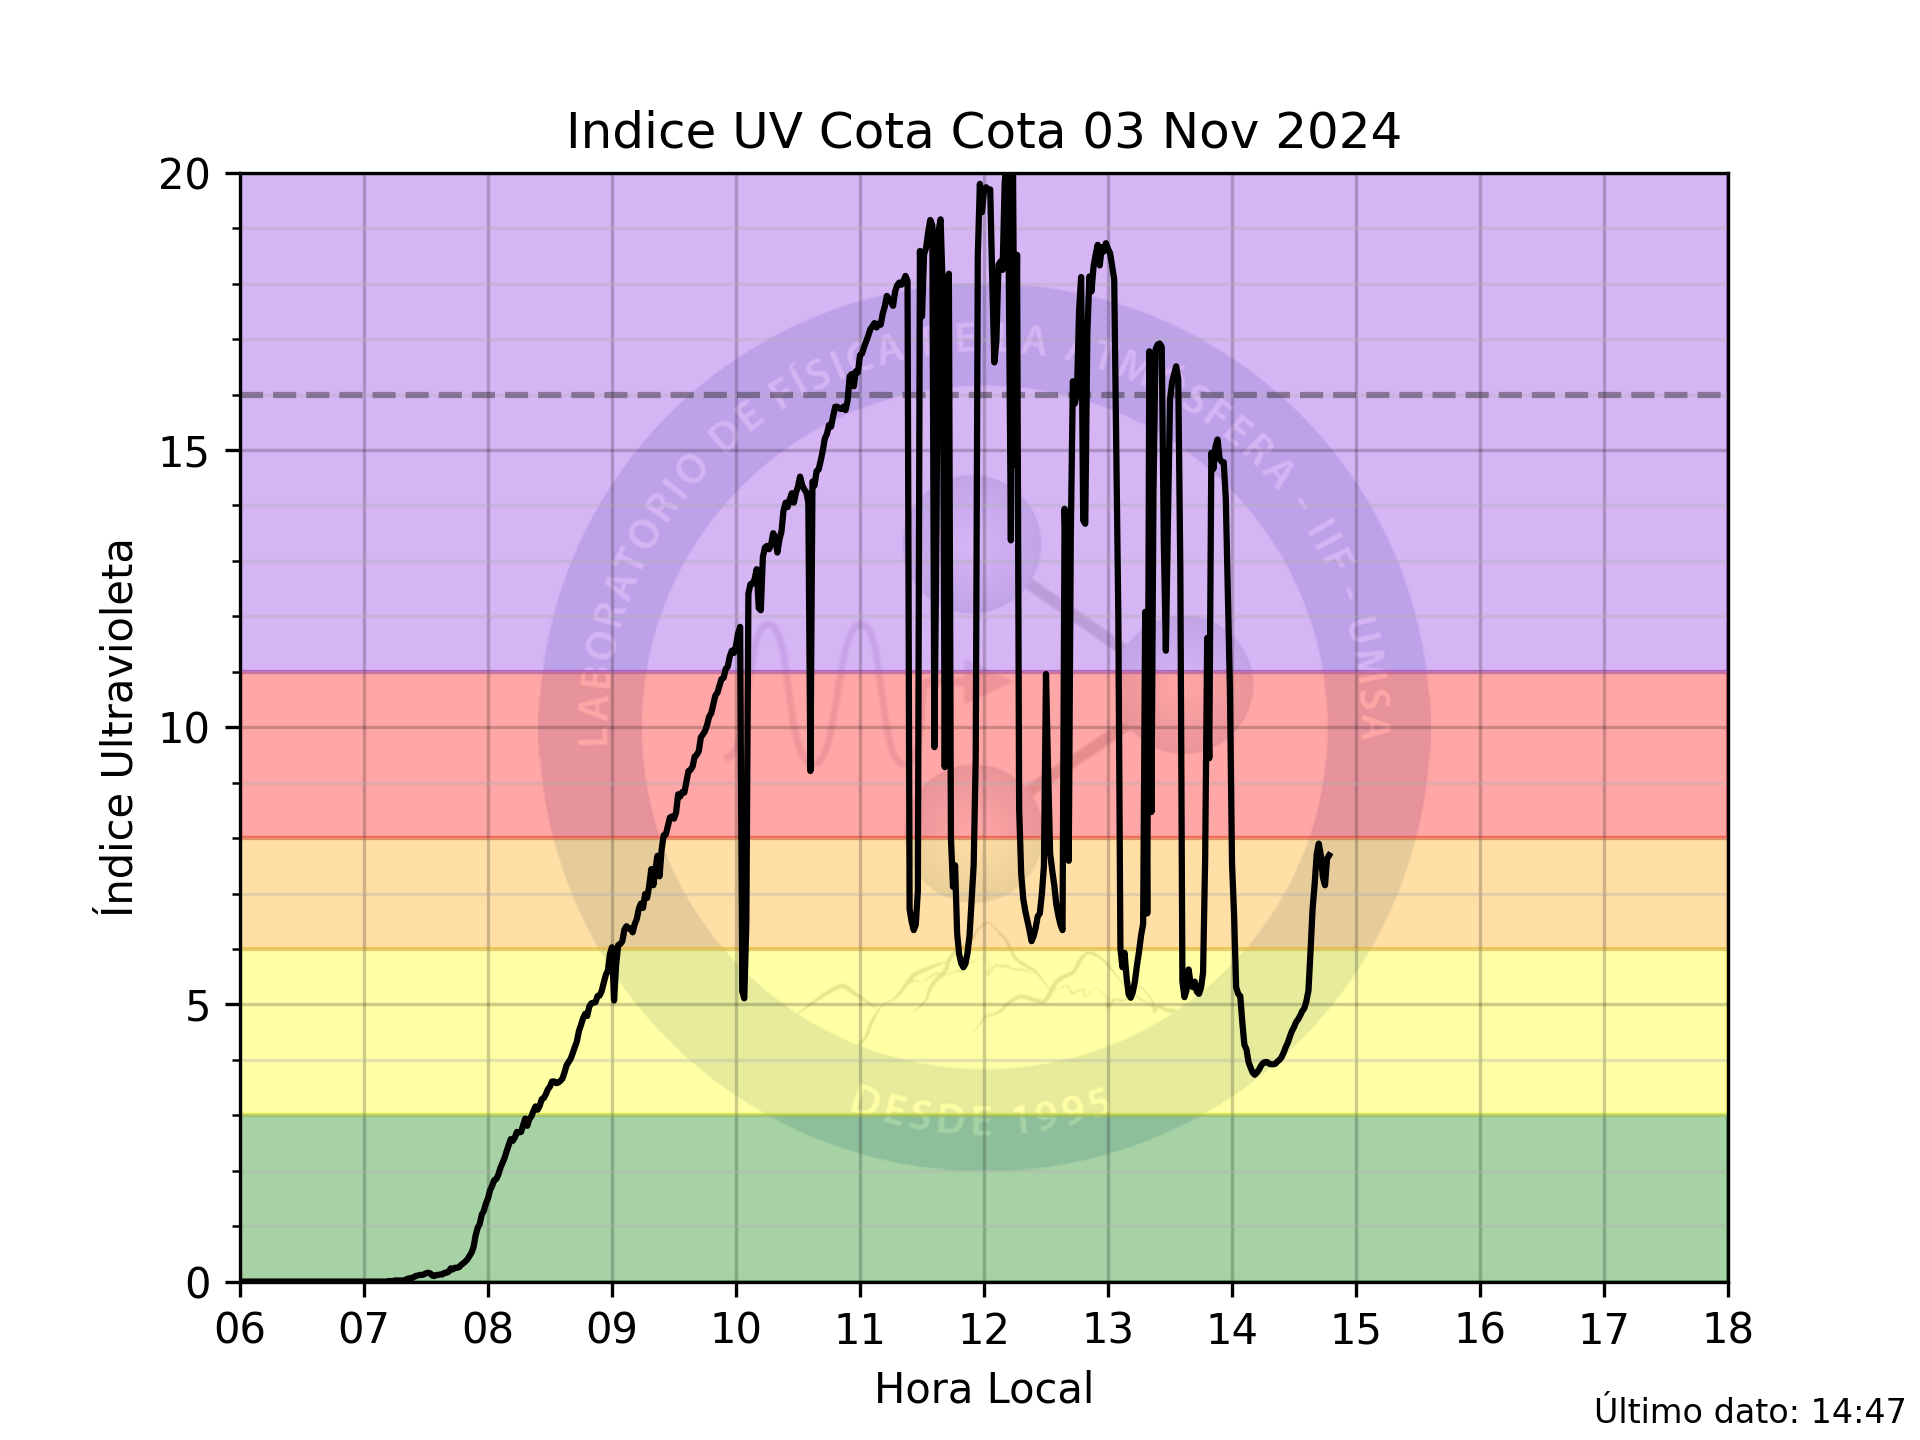 Indice UV Cota Cota 03 Nov 2024
20
15
10
5
0
Índice Ultravioleta
LABORATORIO DE FÍSICA DE LA ATMÓSFERA - IIF - UMSA
DESDE 1995
06 07 08 09 10 11 12 13 14 15 16 17 18
Hora Local
Último dato: 14:47